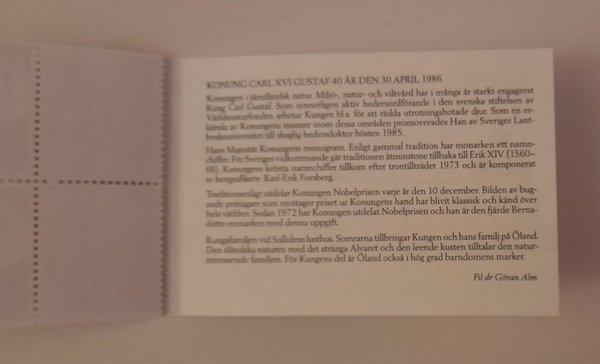 KONUNG CARL XVI GUSTAF 40 ÅR DEN 30 APRIL 1986
Konungen i jämtländsk natur. Miljö-, natur- och viltvård har i många år starkt engagerat
Kung Carl Gustaf. Som synnerligen aktiv hedersordförande i den svenska stiftelsen av
Världsnaturfonden arbetar Kungen bl a för att rädda utrotningshotade djur. Som en er-
känsla av Konungens insatser inom dessa områden promoverades Han av Sveriges Lant-
bruksuniversitet till skoglig hedersdoktor hösten 1985.
Hans Majestät Konungens monogram. Enligt gammal tradition har monarken ett namn-
chiffer. För Sveriges vidkommande går traditionen åtminstone tillbaka till Erik XIV (1560–
68). Konungens krönta namnchiffer tillkom efter trontillträdet 1973 och är komponerat
av heraldikern Karl-Erik Forsberg.
Traditionsenligt utdelar Konungen Nobelprisen varje år den 10 december. Bilden av bug-
ande pristagare som mottager priset ur Konungens hand har blivit klassisk och känd över
hela världen. Sedan 1972 har Konungen utdelat Nobelprisen och han är den fjärde Berna-
dotte-monarken med denna uppgift.
Kungafamiljen vid Sollidens lusthus. Somrarna tillbringar Kungen och hans familj på Öland.
Den öländska naturen med det stränga Alvaret och den leende kusten tilltalar den natur-
intresserade familjen. För Kungens del är Öland också i hög grad barndomens marker.
Fil dr Göran Alm